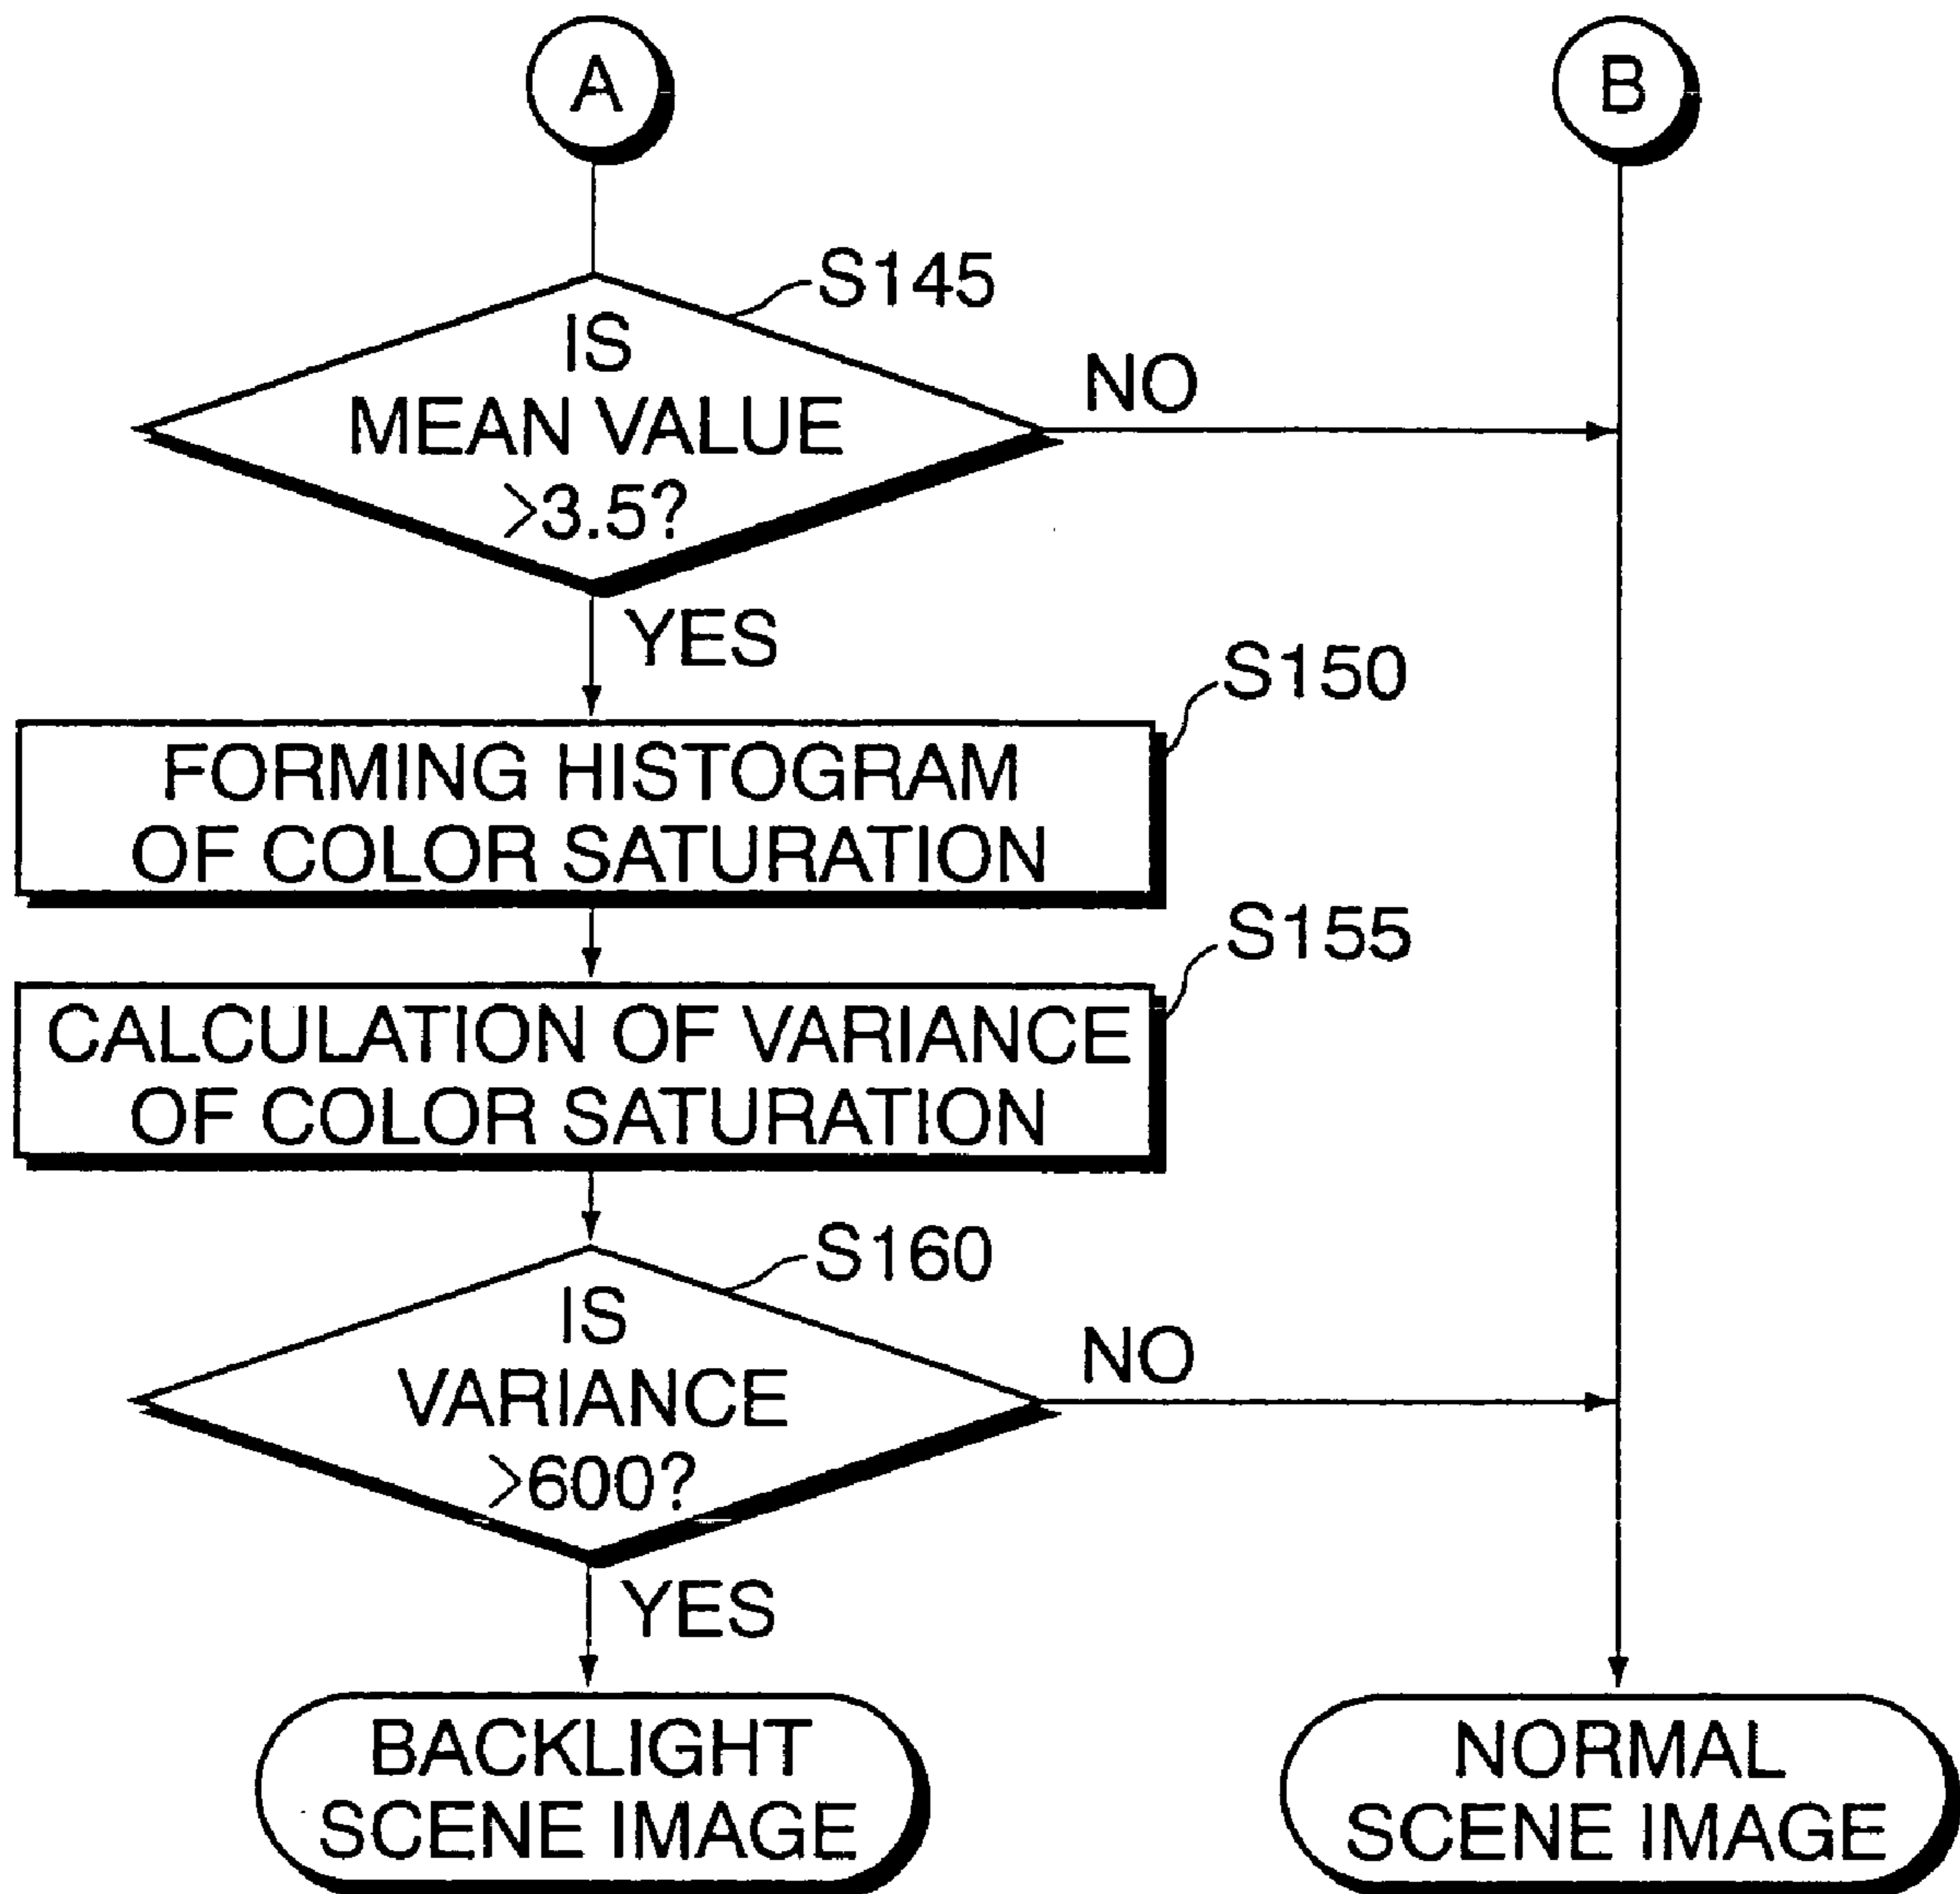 A
B
S145
IS
MEAN VALUE
>3.5?
NO
YES
S150
FORMING HISTOGRAM
OF COLOR SATURATION
S155
CALCULATION OF VARIANCE
OF COLOR SATURATION
S160
IS
VARIANCE
>600?
NO
YES
BACKLIGHT
SCENE IMAGE
NORMAL
SCENE IMAGE